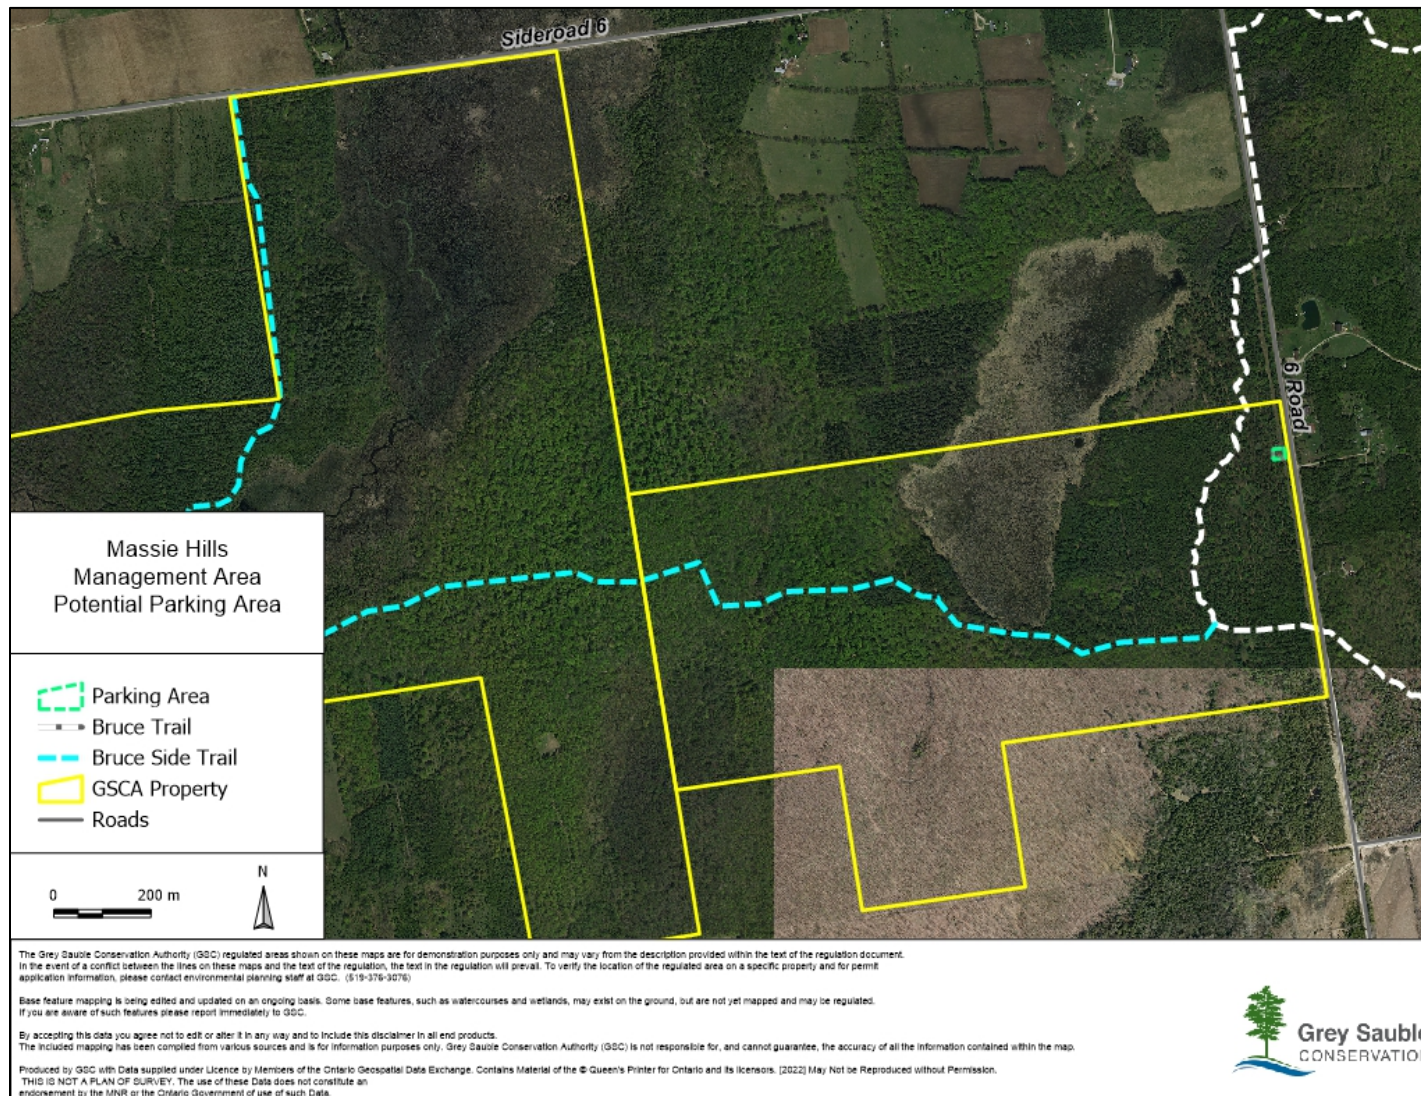 Sideroad 6
6 Road
Massie Hills
Management Area
Potential Parking Area
Parking Area
Bruce Trail
Bruce Side Trail
GSCA Property
Roads
N
0 200 m
The Grey Sauble Conservation Authority (GSC) regulated areas shown on these maps are for demonstration purposes only and may vary from the description provided within the text of the regulation document.
In the event of a conflict between the lines on these maps and the text of the regulation, the text in the regulation will prevail. To verify the location of the regulated area on a specific property and for permit
application information, please contact environmental planning staff at GSC. (519-376-3076)
Base feature mapping is being edited and updated on an ongoing basis. Some base features, such as watercourses and wetlands, may exist on the ground, but are not yet mapped and may be regulated.
If you are aware of such features please report immediately to GSC.
By accepting this data you agree not to edit or alter it in any way and to include this disclaimer in all end products.
The included mapping has been compiled from various sources and is for information purposes only. Grey Sauble Conservation Authority (GSC) is not responsible for, and cannot guarantee, the accuracy of all the information contained within the map.
Produced by GSC with Data supplied under Licence by Members of the Ontario Geospatial Data Exchange. Contains Material of the © Queen's Printer for Ontario and its licensors. [2022] May Not be Reproduced without Permission.
THIS IS NOT A PLAN OF SURVEY. The use of these Data does not constitute an
endorsement by the MNR or the Ontario Government of use of such Data.
Grey Sauble
CONSERVATION